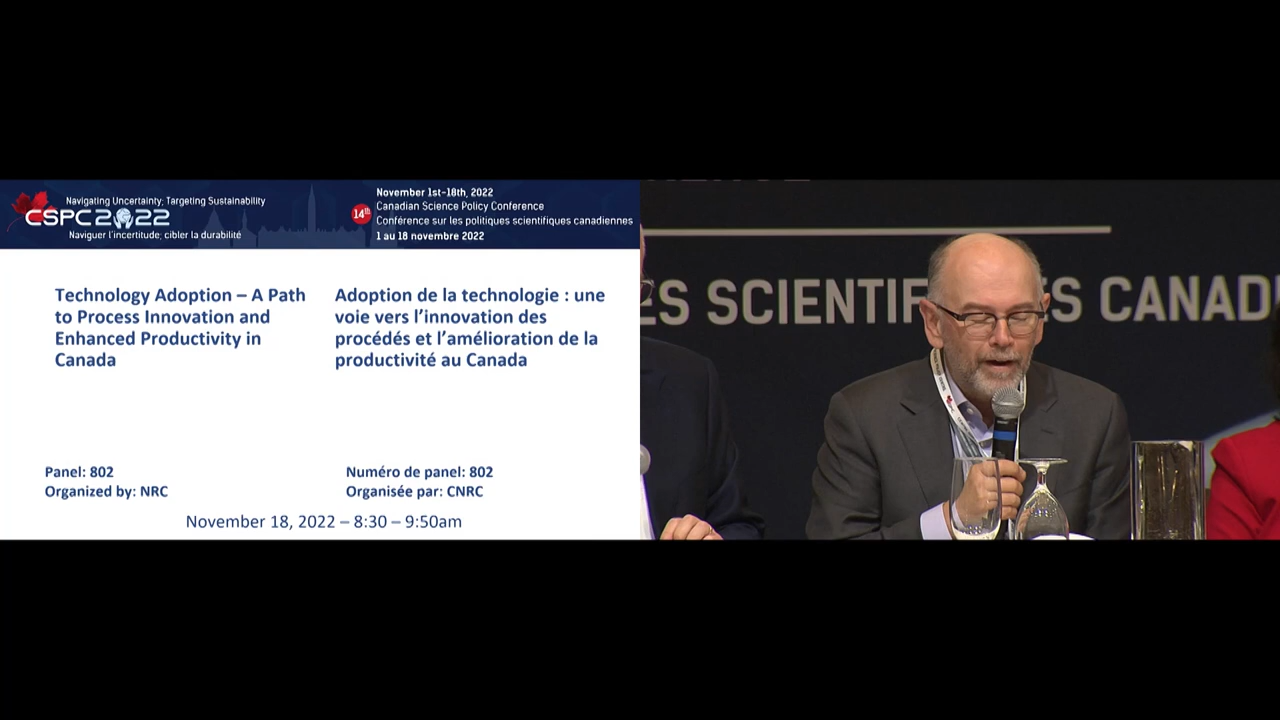 Navigating Uncertainty; Targeting Sustainability
CSPC 2022
Naviguer l'incertitude; cibler la durabilité
14th
November 1st-18th, 2022
Canadian Science Policy Conference
Conférence sur les politiques scientifiques canadiennes
1 au 18 novembre 2022
Technology Adoption – A Path
to Process Innovation and
Enhanced Productivity in
Canada
Adoption de la technologie : une
voie vers l'innovation des
procédés et l'amélioration de la
productivité au Canada
Panel: 802
Organized by: NRC
Numéro de panel: 802
Organisée par: CNRC
November 18, 2022 – 8:30 – 9:50am
ES SCIENTIF ES CANAD